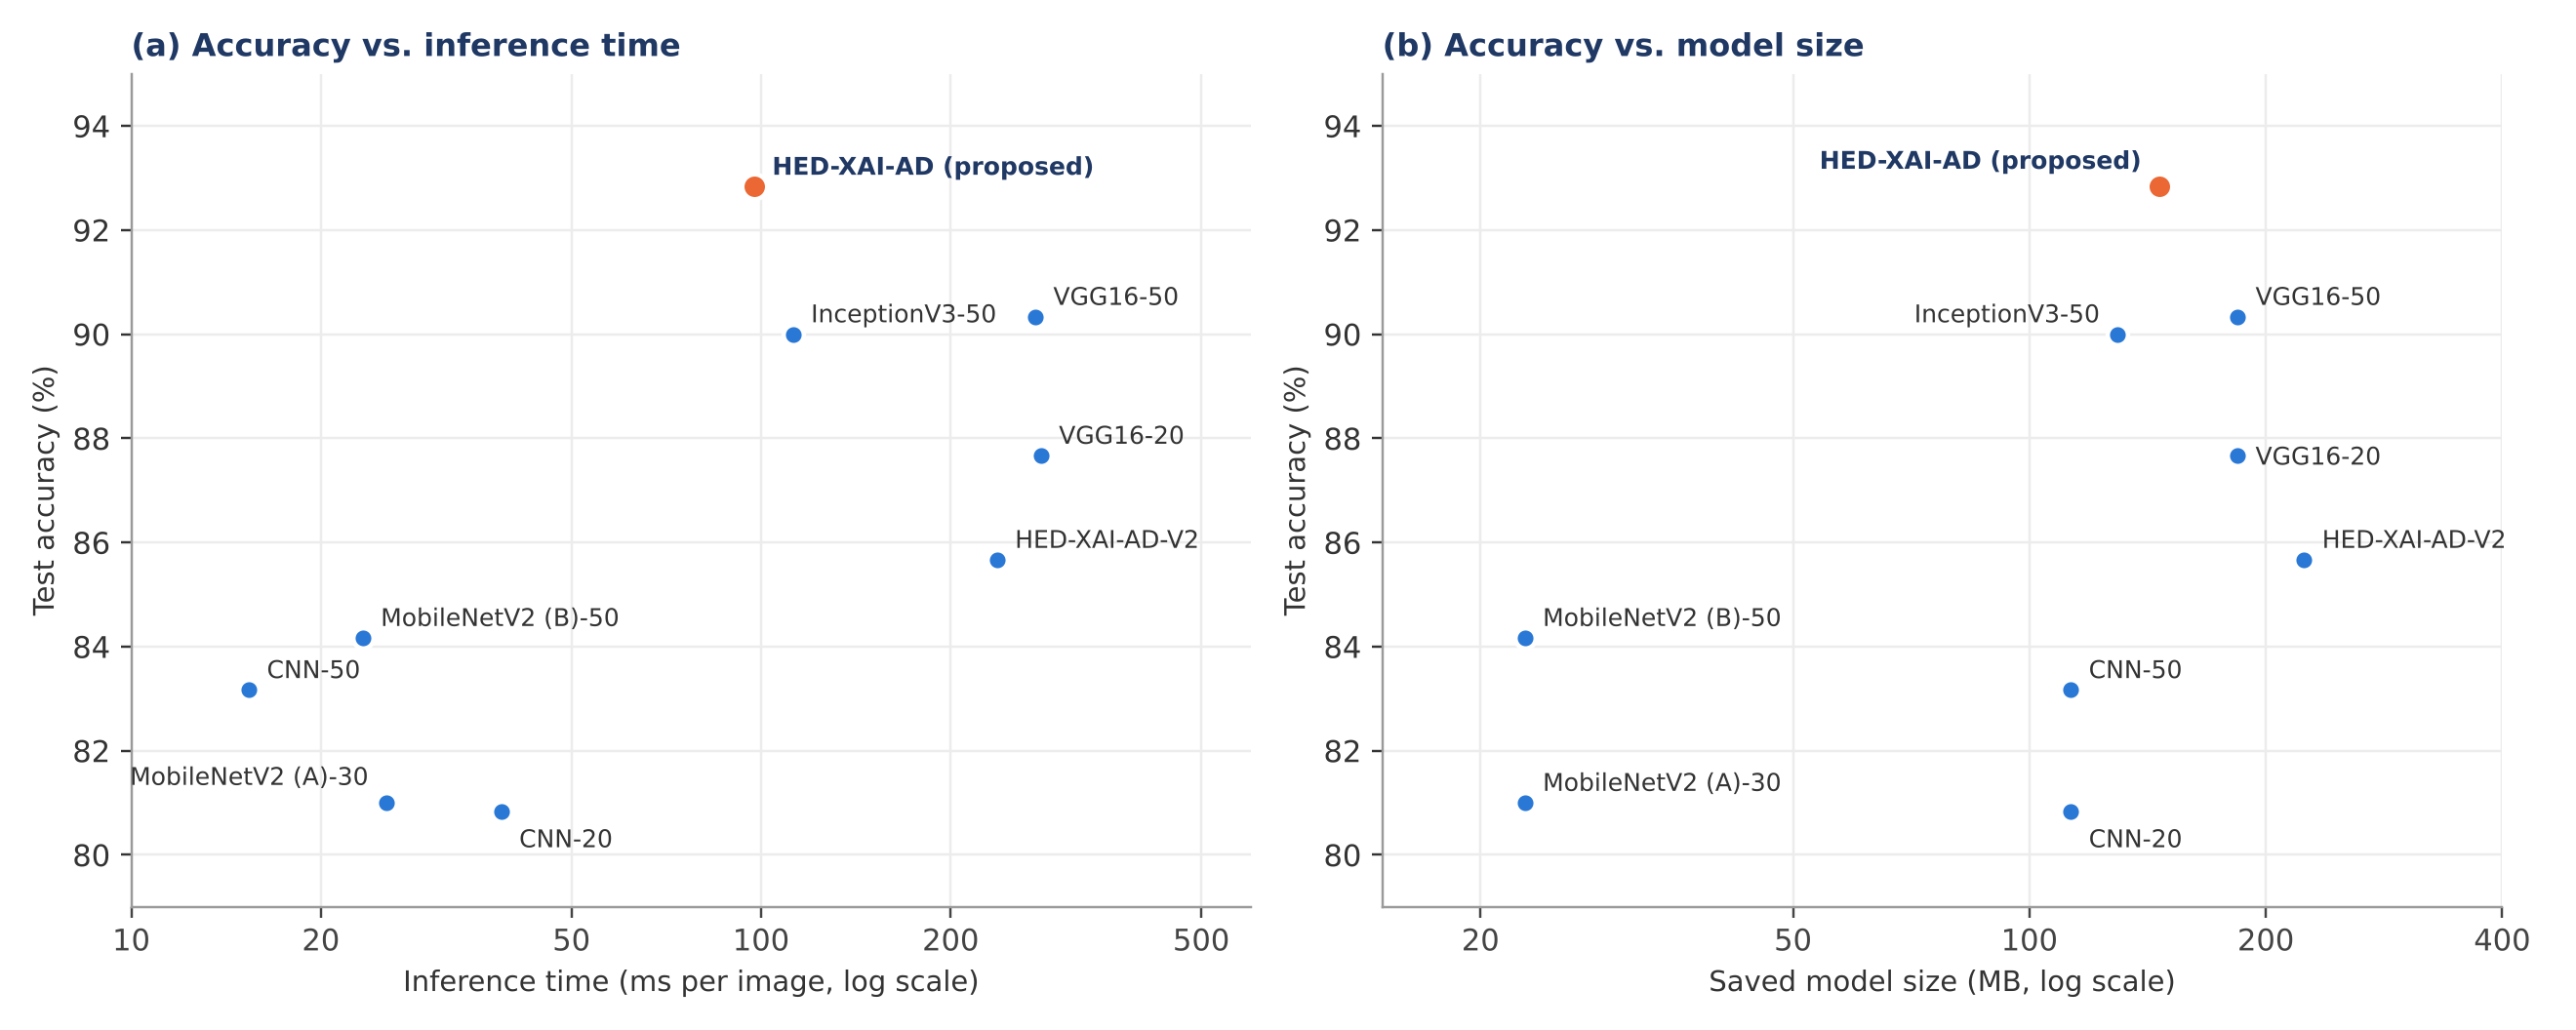 (a) Accuracy vs. inference time
Test accuracy (%)
94
92
90
88
86
84
82
80
HED-XAI-AD (proposed)
VGG16-50
InceptionV3-50
VGG16-20
HED-XAI-AD-V2
MobileNetV2 (B)-50
CNN-50
MobileNetV2 (A)-30
CNN-20
10 20 50 100 200 500
Inference time (ms per image, log scale)
(b) Accuracy vs. model size
Test accuracy (%)
94
92
90
88
86
84
82
80
HED-XAI-AD (proposed)
VGG16-50
InceptionV3-50
VGG16-20
HED-XAI-AD-V2
MobileNetV2 (B)-50
CNN-50
MobileNetV2 (A)-30
CNN-20
20 50 100 200 400
Saved model size (MB, log scale)